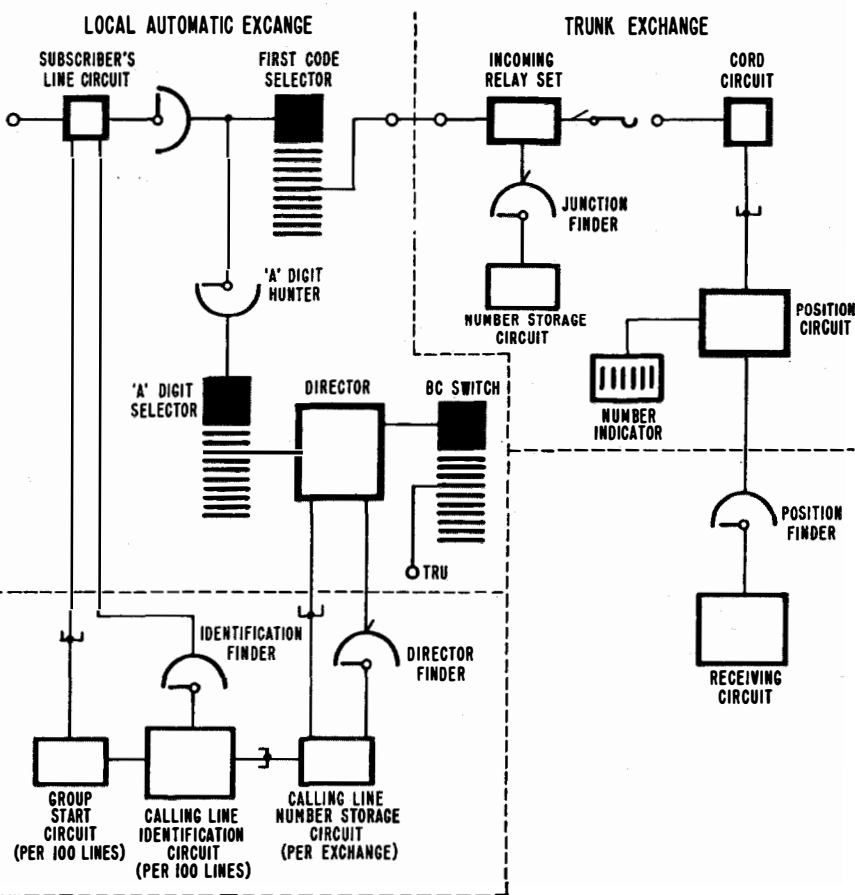 LOCAL AUTOMATIC EXCANGE
TRUNK EXCHANGE
SUBSCRIBER'S
LINE CIRCUIT
FIRST CODE
SELECTOR
INCOMING
RELAY SET
CORD
CIRCUIT
JUNCTION
FINDER
'A' DIGIT
HUNTER
NUMBER STORAGE
CIRCUIT
POSITION
CIRCUIT
'A' DIGIT
SELECTOR
DIRECTOR
BC SWITCH
NUMBER
INDICATOR
POSITION
FINDER
TRU
IDENTIFICATION
FINDER
DIRECTOR
FINDER
RECEIVING
CIRCUIT
GROUP
START
CIRCUIT
(PER 100 LINES)
CALLING LINE
IDENTIFICATION
CIRCUIT
(PER 100 LINES)
CALLING LINE
NUMBER STORAGE
CIRCUIT
(PER EXCHANGE)